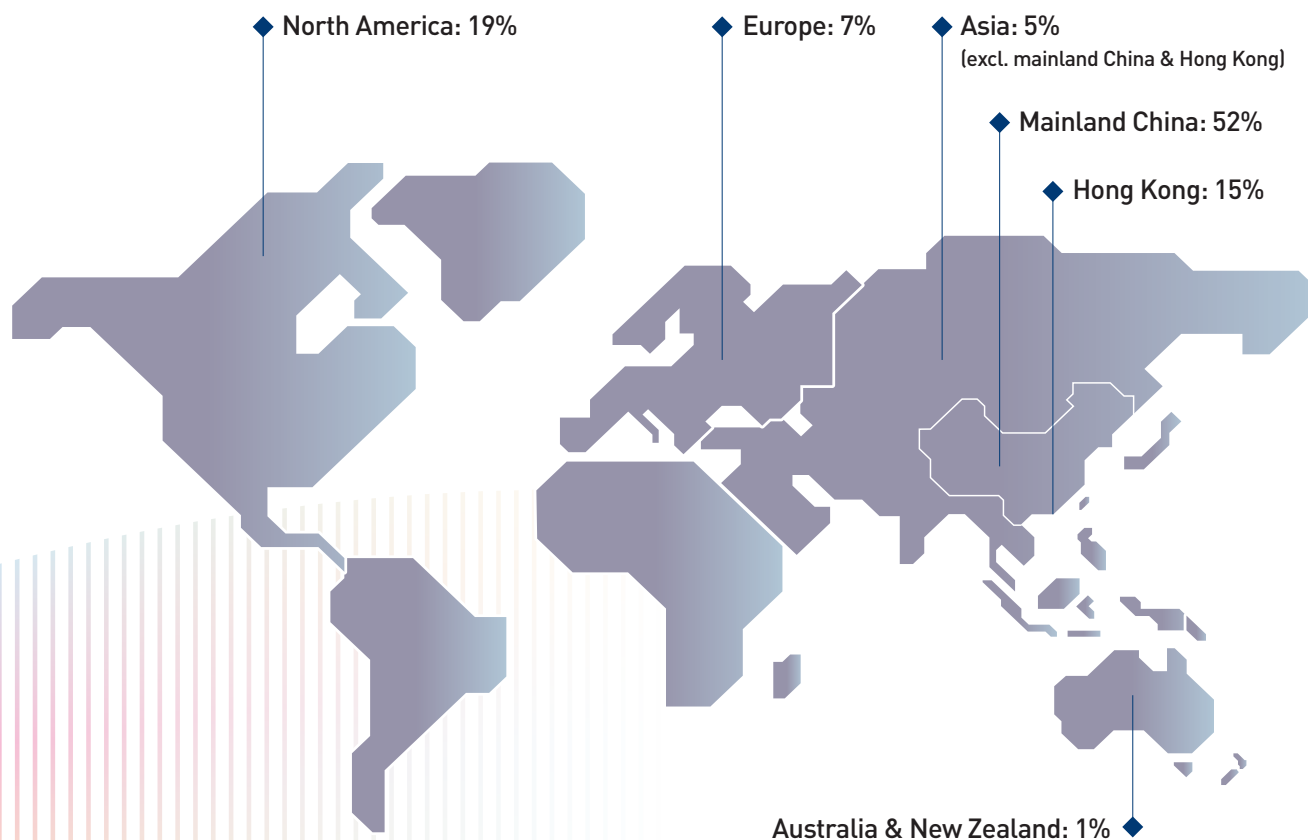 North America: 19%
Europe: 7%
Asia: 5%
(excl. mainland China & Hong Kong)
Mainland China: 52%
Hong Kong: 15%
Australia & New Zealand: 1%